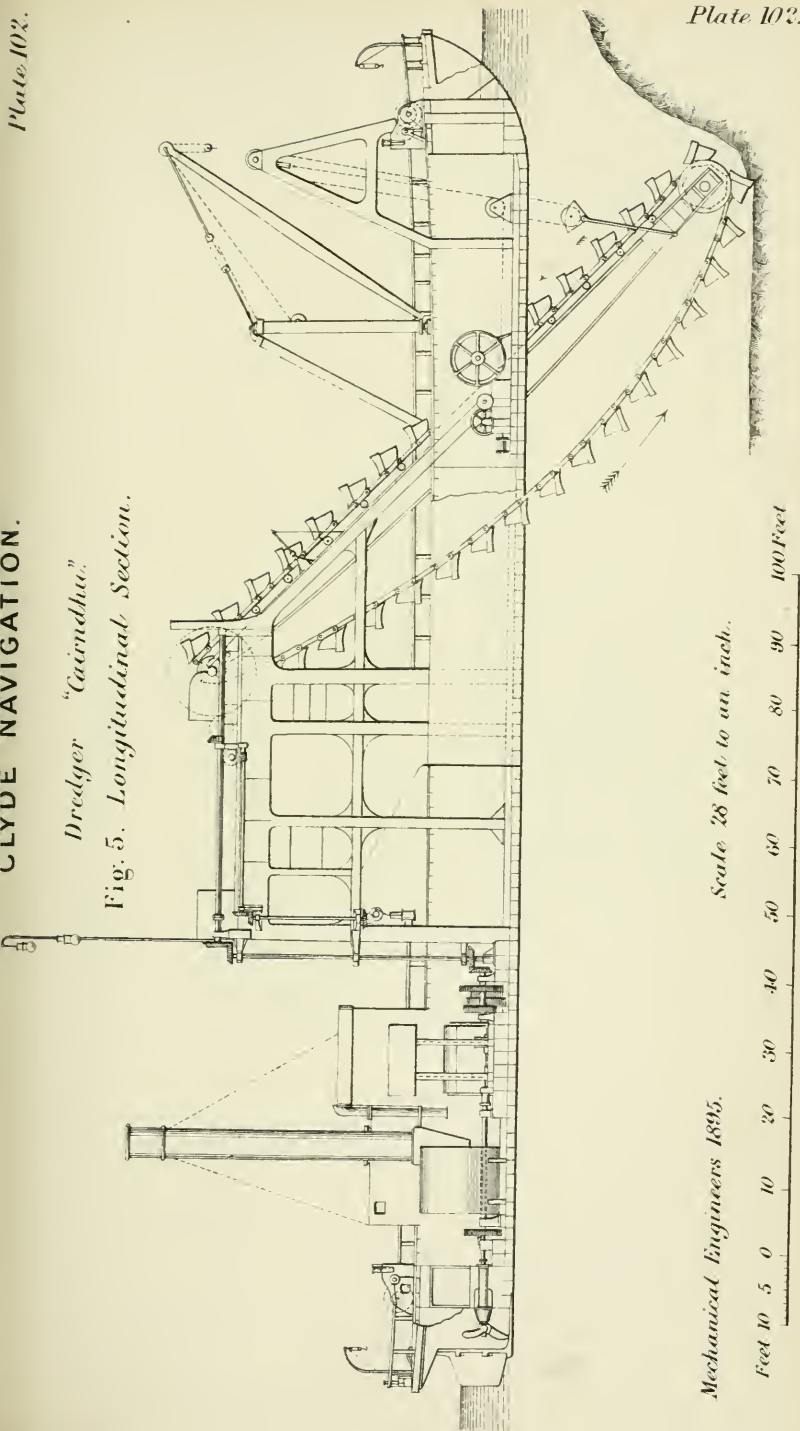 Plate 102.
CLYDE NAVIGATION.
Plate 102.
Dredger "Cairndhu".
Fig. 5. Longitudinal Section.
Mechanical Engineers 1895.
Scale 28 feet to an inch.
Feet 10 5 0 10 20 30 40 50 60 70 80 90 100 Feet